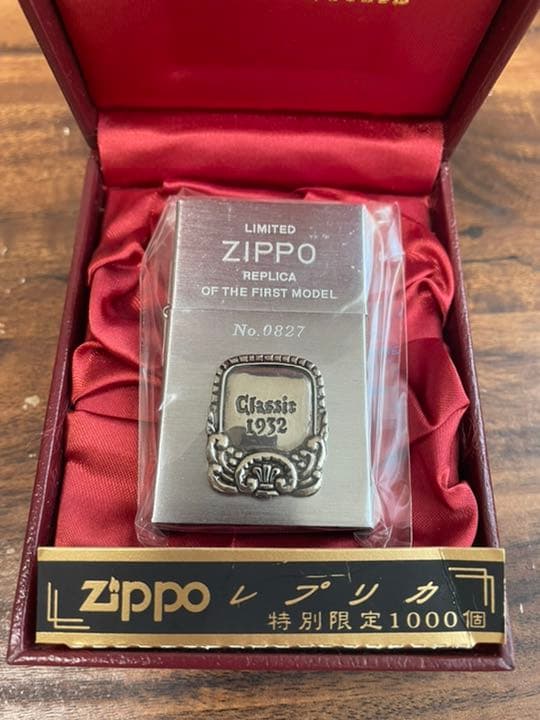 LIMITED
ZIPPO
REPLICA
OF THE FIRST MODEL
No.0827
Classic
1932
Zippo レプリカ
特別限定1000個